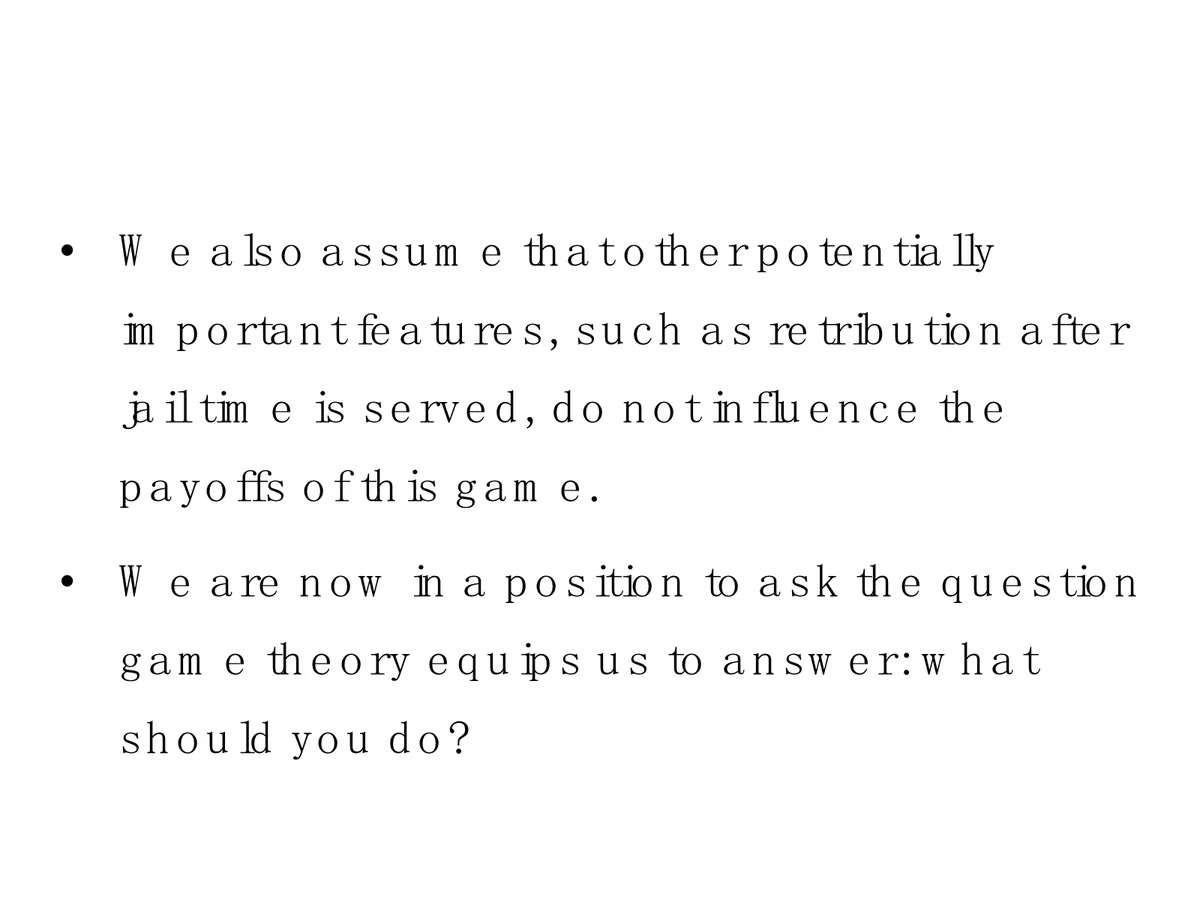 • We also assume that other potentially
important features, such as retribution after
jail time is served, do not influence the
payoffs of this game.
• We are now in a position to ask the question
game theory equips us to answer: what
should you do?